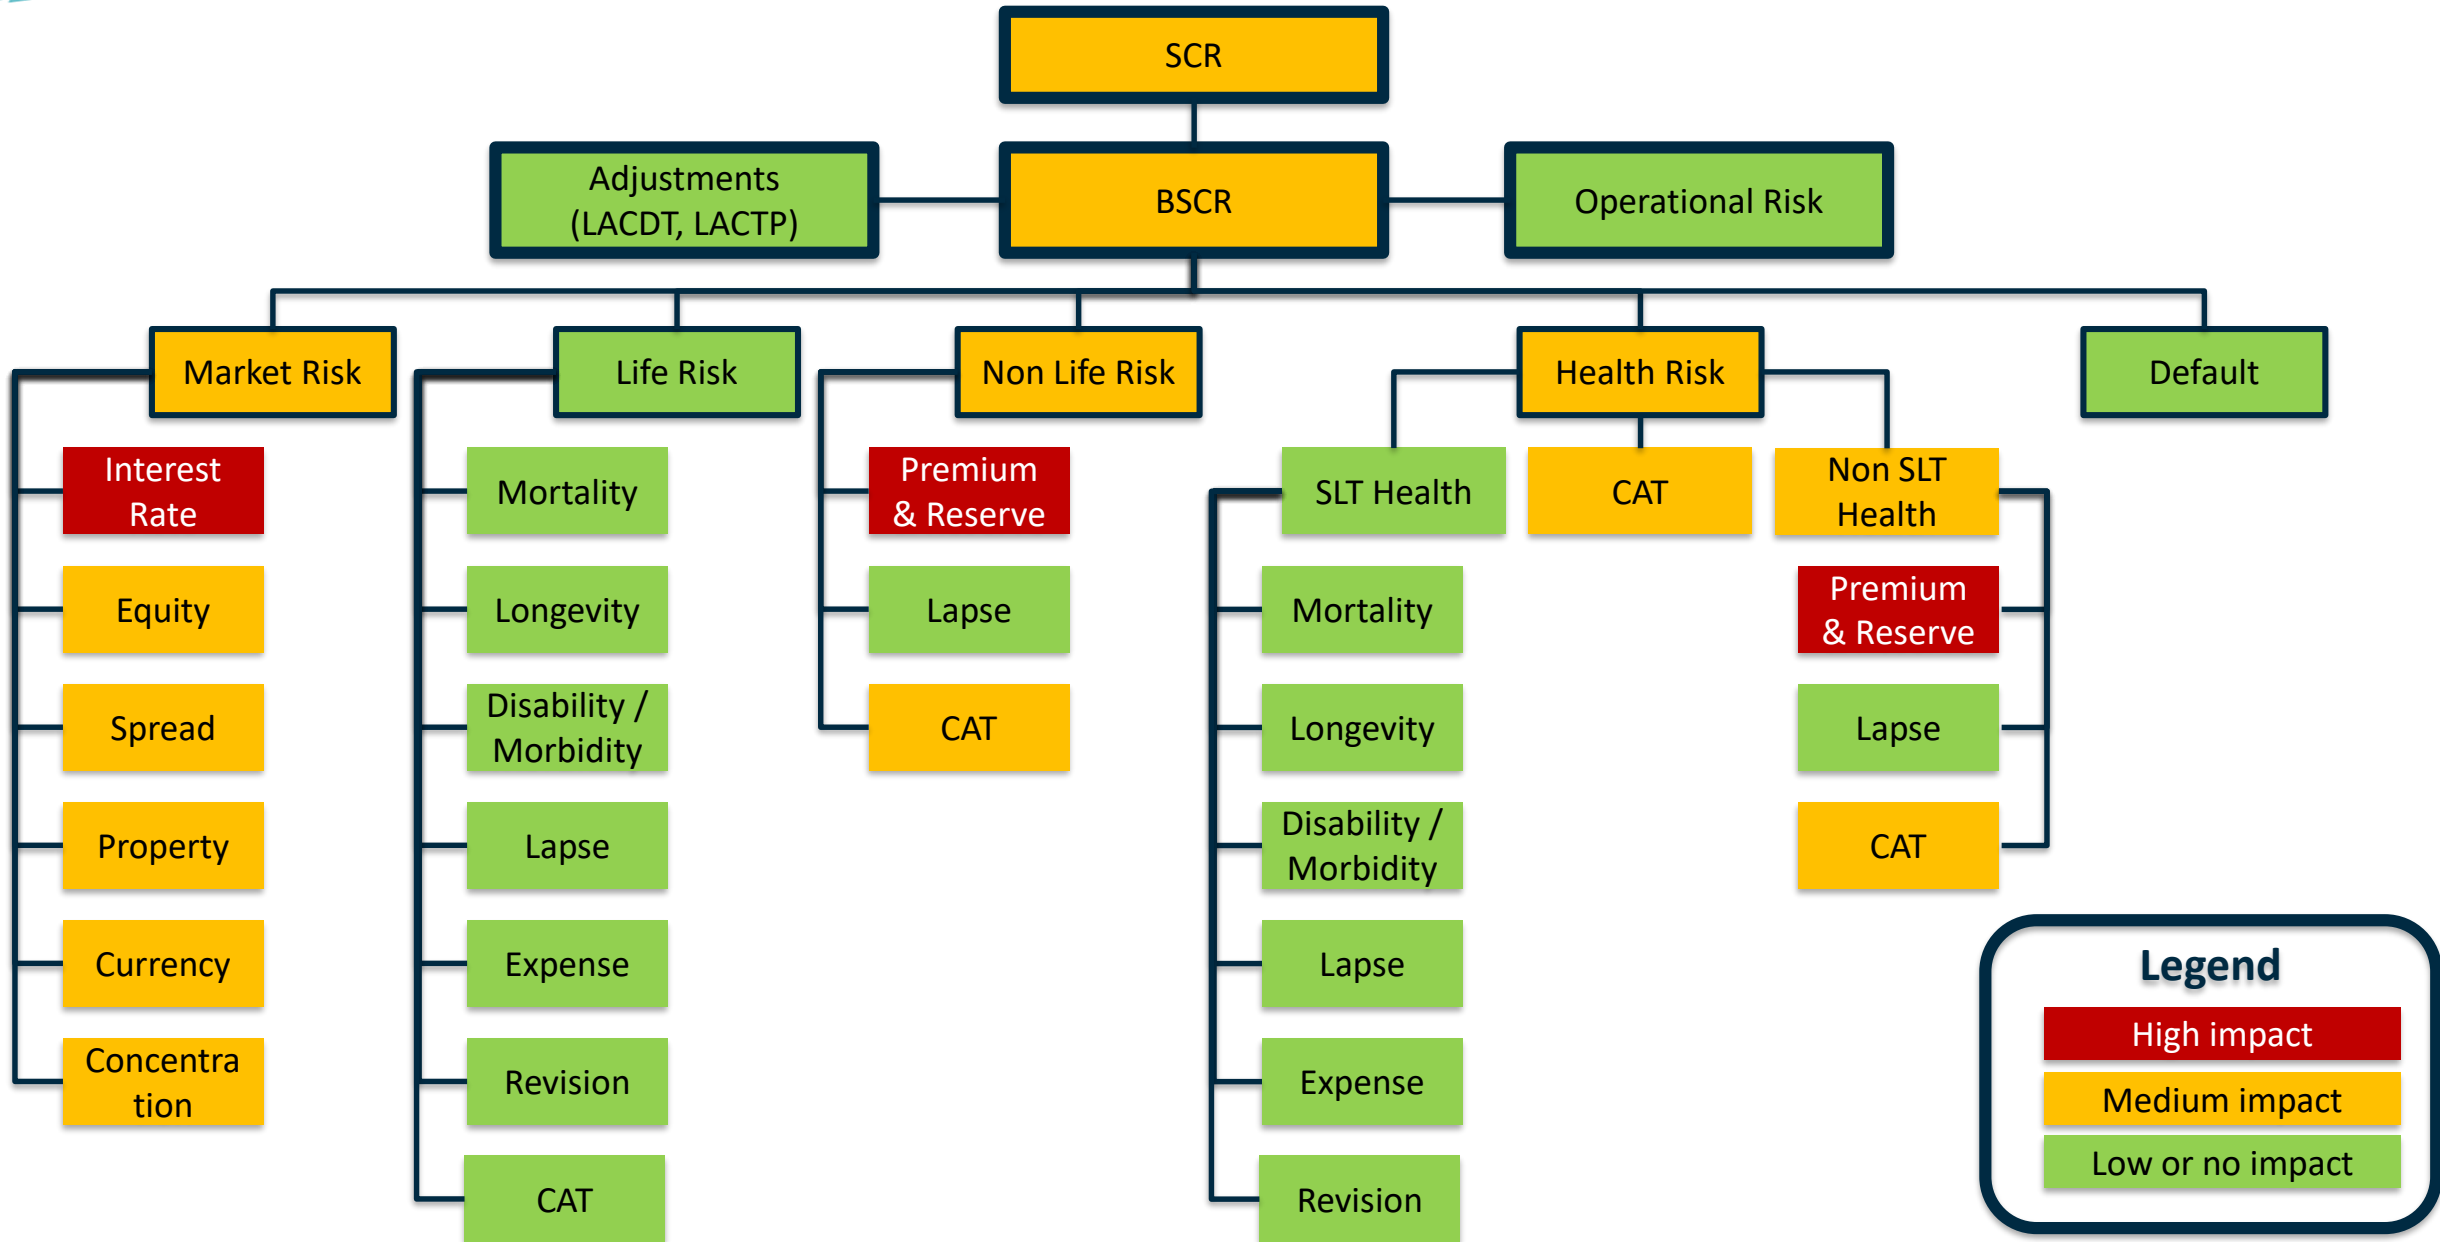 SCR
Adjustments
(LACDT, LACTP)
BSCR
Operational Risk
Market Risk
Life Risk
Non Life Risk
Health Risk
Default
Interest
Rate
Equity
Spread
Property
Currency
Concentra
tion
Mortality
Longevity
Disability /
Morbidity
Lapse
Expense
Revision
CAT
Premium
& Reserve
Lapse
CAT
SLT Health
Mortality
Longevity
Disability /
Morbidity
Lapse
Expense
Revision
CAT
Non SLT
Health
Premium
& Reserve
Lapse
CAT
Legend
High impact
Medium impact
Low or no impact